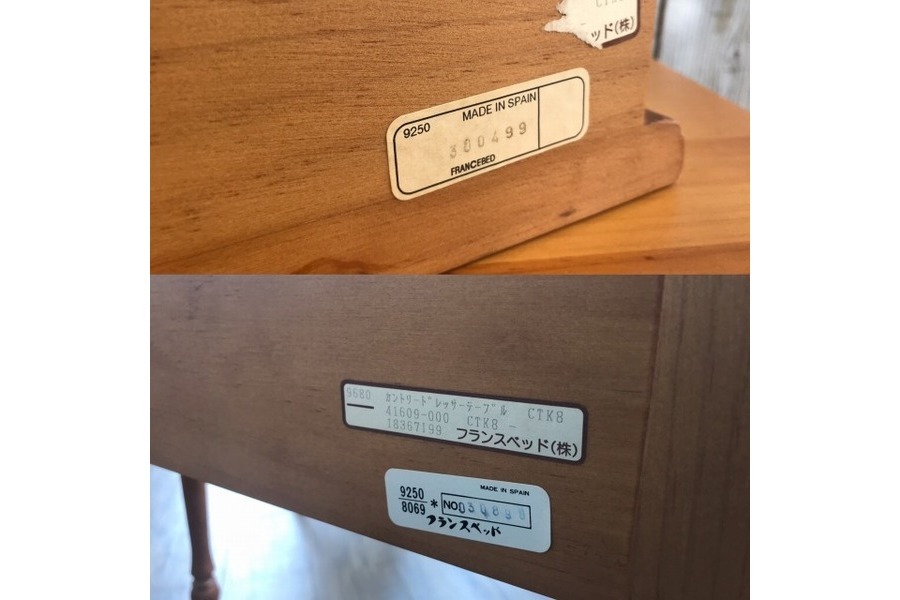 ッド(株)
9250 MADE IN SPAIN
300499
FRANCEBED
9680 カントリードレッサーテーブル CTK8
41609-000 CTK8 -
18367199 フランスベッド(株)
MADE IN SPAIN
9250
8069 * NO
フランスベッド